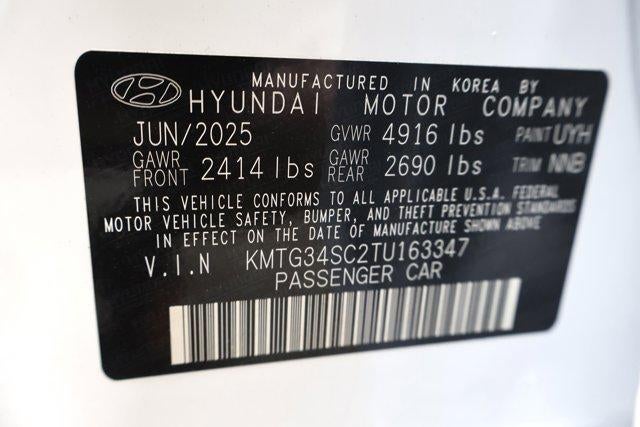 MANUFACTURED IN KOREA BY
HYUNDAI MOTOR COMPANY
JUN/2025 GVWR 4916 lbs PAINT UYH
GAWR FRONT 2414 lbs GAWR REAR 2690 lbs TRIM NNB
THIS VEHICLE CONFORMS TO ALL APPLICABLE U.S.A. FEDERAL
MOTOR VEHICLE SAFETY, BUMPER, AND THEFT PREVENTION STANDARDS
IN EFFECT ON THE DATE OF MANUFACTURE SHOWN ABOVE
V.I.N KMTG34SC2TU163347
PASSENGER CAR